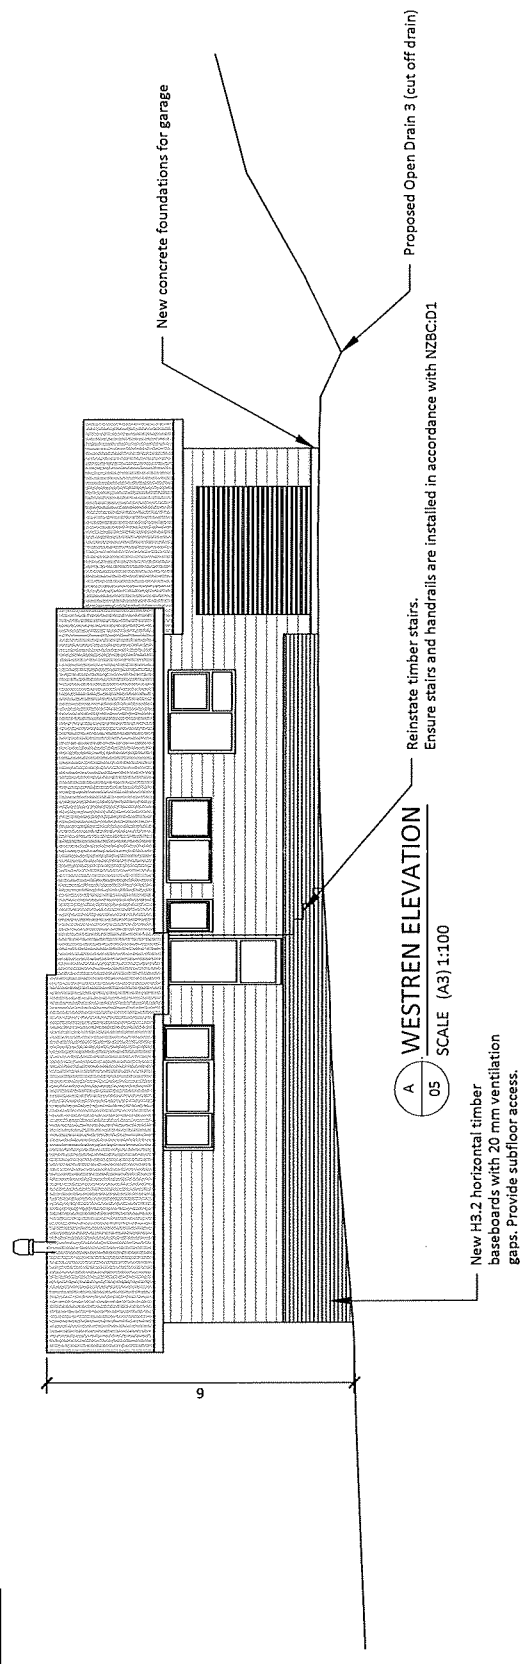 New concrete foundations for garage
Proposed Open Drain 3 (cut off drain)
Reinstate timber stairs.
Ensure stairs and handrails are installed in accordance with NZBC:D1
9
A
05
WESTREN ELEVATION
SCALE (A3) 1:100
New H3.2 horizontal timber
baseboards with 20 mm ventilation
gaps. Provide subfloor access.